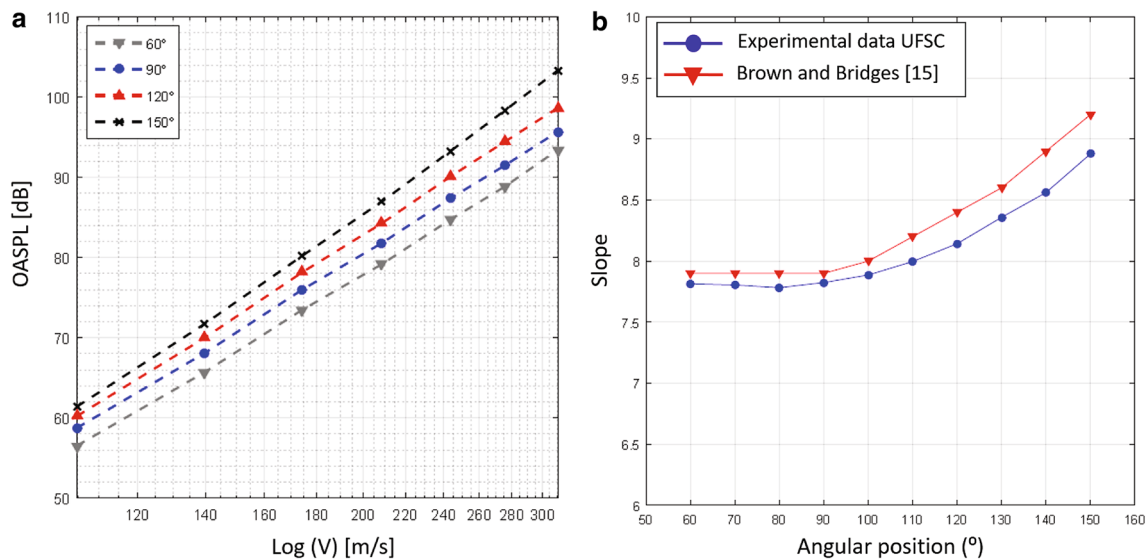 a
110
100
90
80
70
60
50
OASPL [dB]
60°
90°
120°
150°
120 140 160 180 200 220 240 260 280 300
Log (V) [m/s]
b
10
9.5
9
8.5
8
7.5
7
6.5
6
Slope
Experimental data UFSC
Brown and Bridges [15]
50 60 70 80 90 100 110 120 130 140 150 160
Angular position (º)